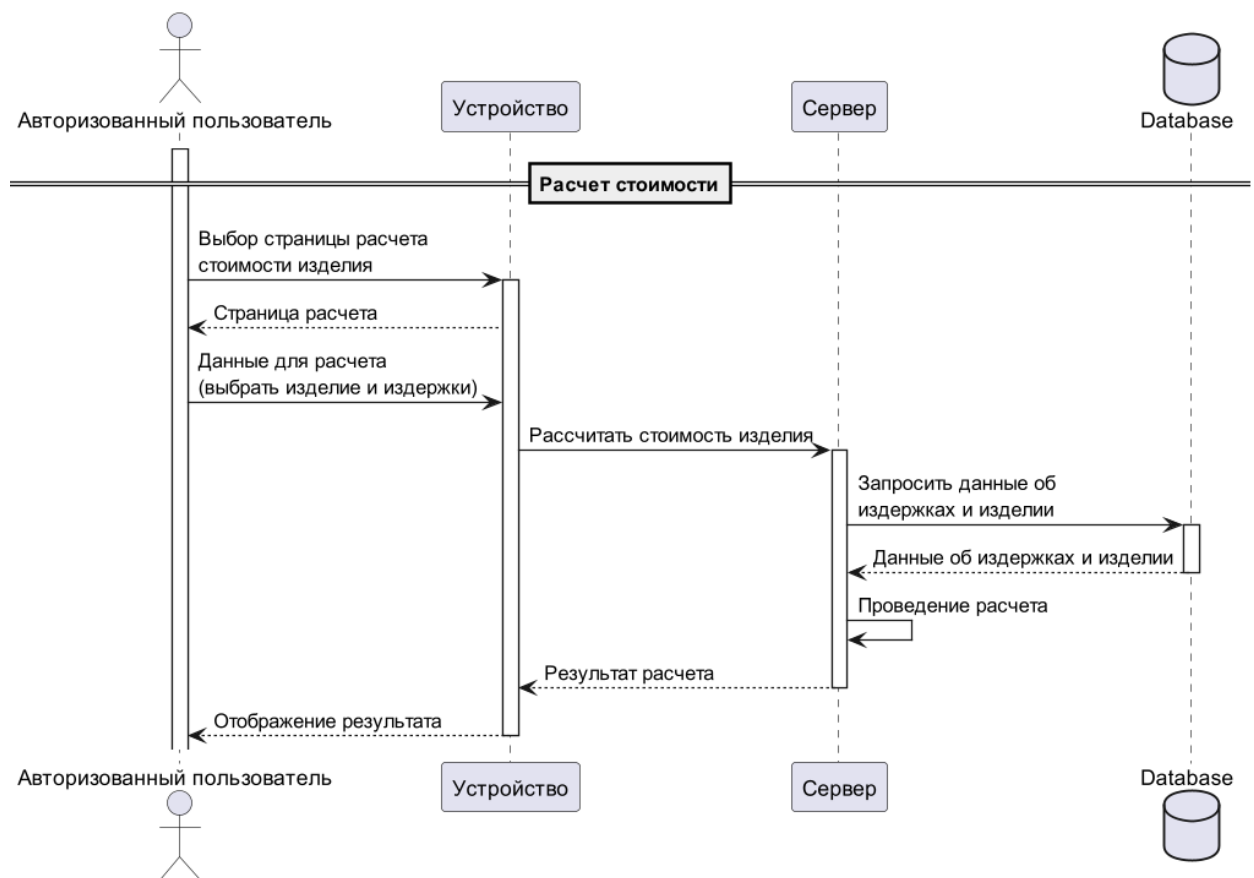 Авторизованный пользователь
Устройство
Сервер
Database
Расчет стоимости
Выбор страницы расчета
стоимости изделия
Страница расчета
Данные для расчета
(выбрать изделие и издержки)
Рассчитать стоимость изделия
Запросить данные об
издержках и изделии
Данные об издержках и изделии
Проведение расчета
Результат расчета
Отображение результата
Авторизованный пользователь
Устройство
Сервер
Database